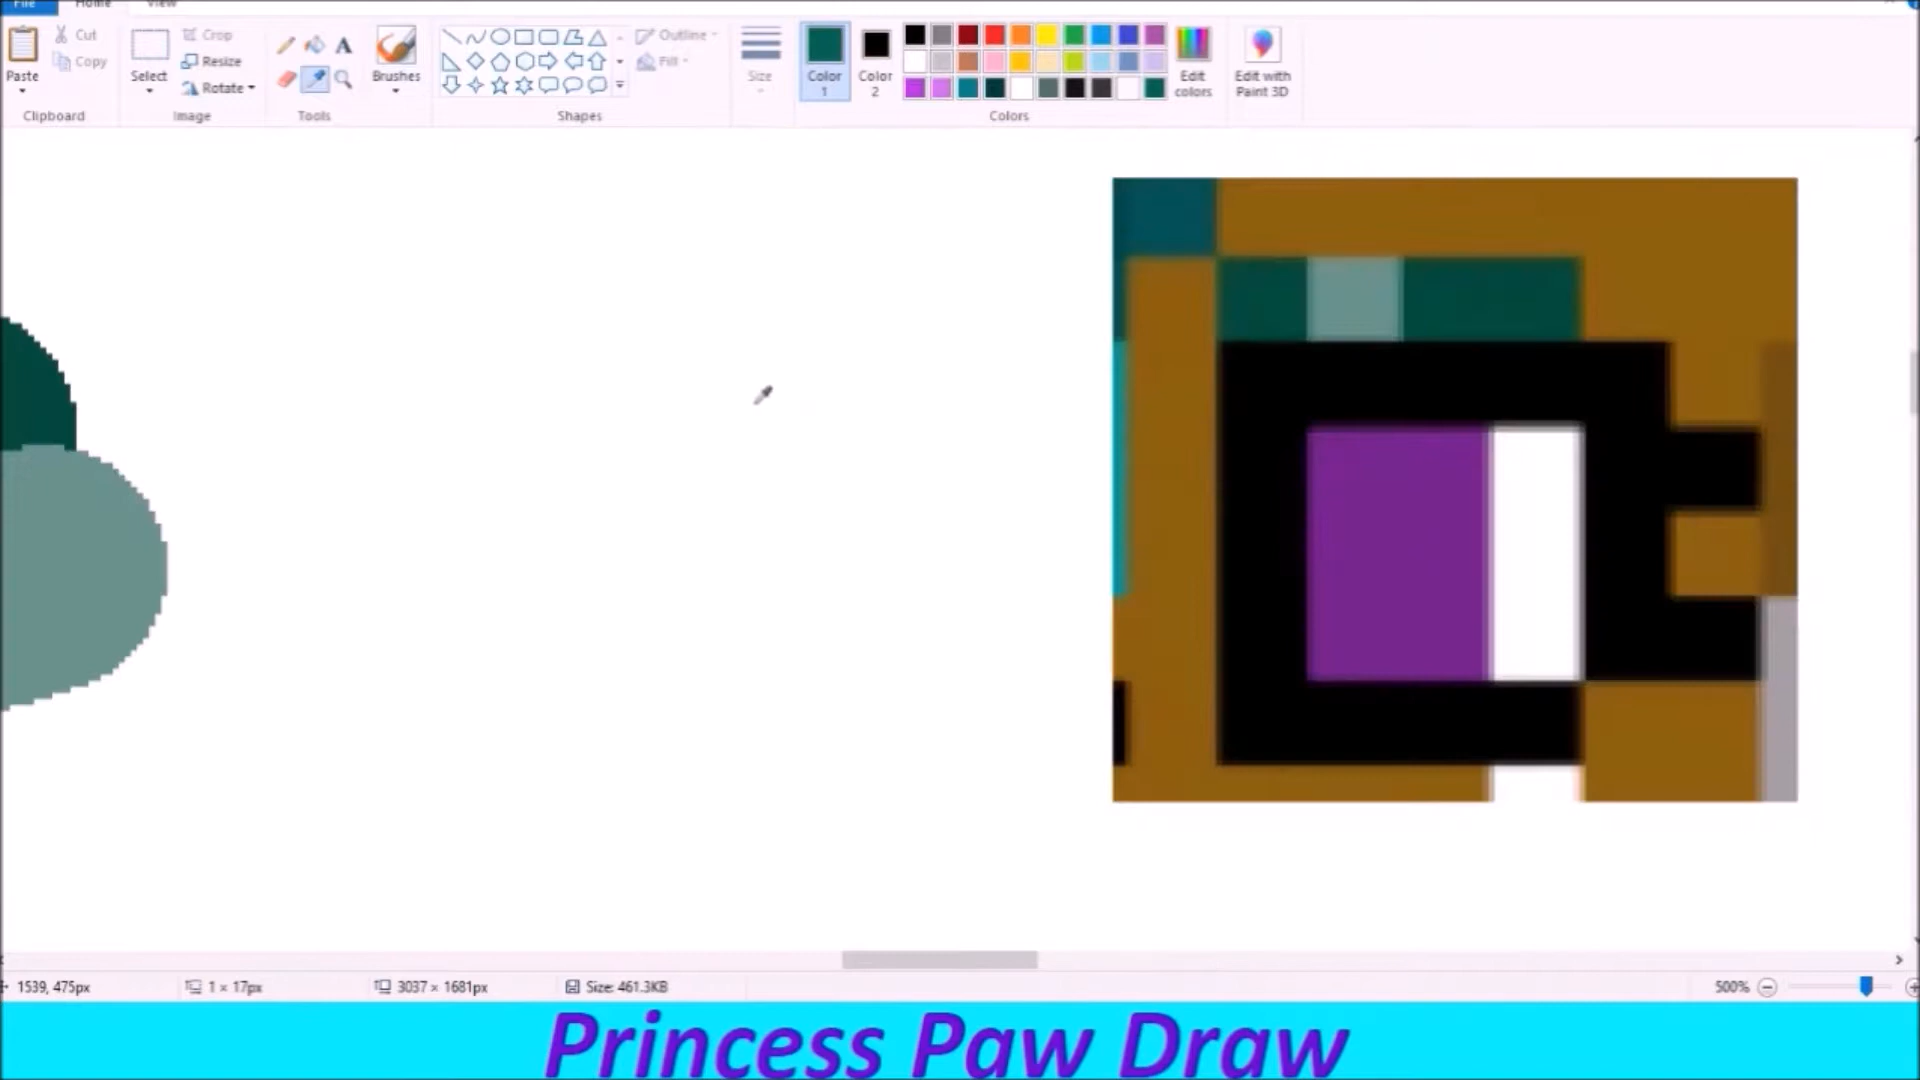 File Home View
Paste
Cut
Copy
Clipboard
Select
Crop
Resize
Rotate
Image
Tools
Brushes
Shapes
Outline
Fill
Size
Color 1
Color 2
Colors
Edit colors
Edit with Paint 3D
1539, 475px 1 × 17px 3037 × 1681px Size: 461.3KB 500%
Princess Paw Draw